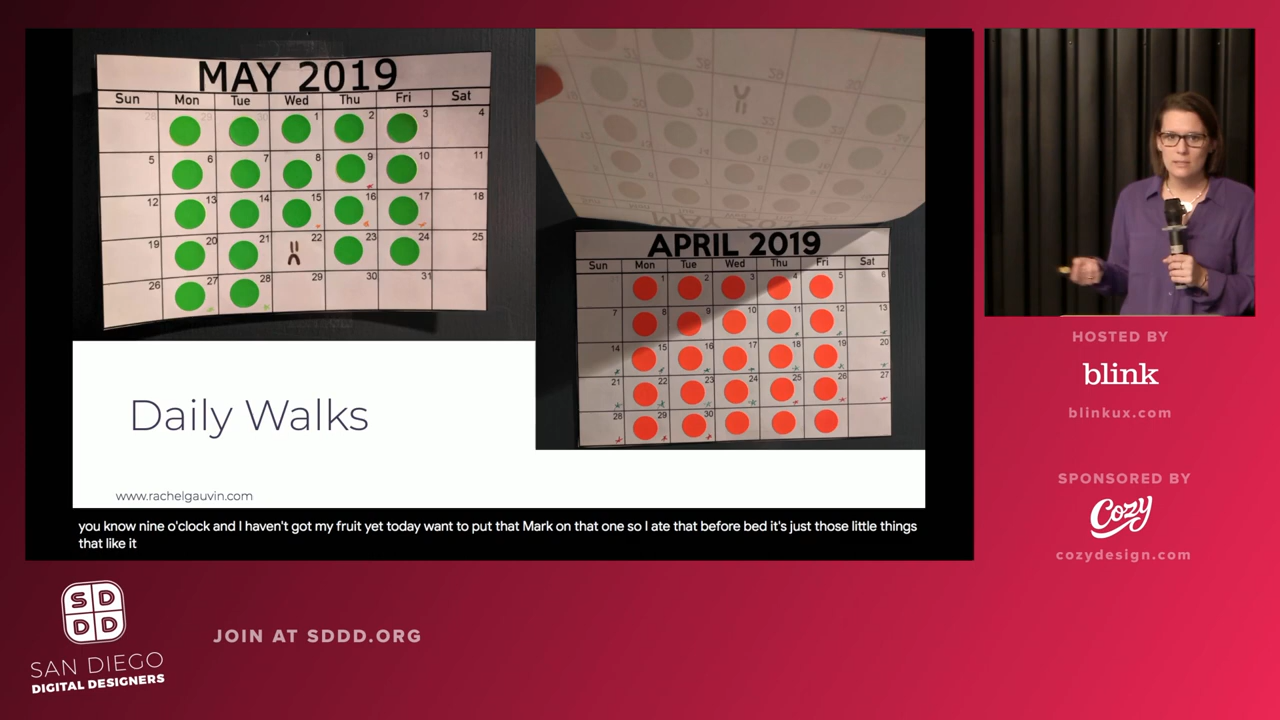 MAY 2019
Sun Mon Tue Wed Thu Fri Sat
28 29 30 1 2 3 4
5 6 7 8 9 10 11
12 13 14 15 16 17 18
19 20 21 22 23 24 25
26 27 28 29 30 31
APRIL 2019
Sun Mon Tue Wed Thu Fri Sat
1 2 3 4 5 6
7 8 9 10 11 12 13
14 15 16 17 18 19 20
21 22 23 24 25 26 27
28 29 30
Daily Walks
www.rachelgauvin.com
you know nine o'clock and I haven't got my fruit yet today want to put that Mark on that one so I ate that before bed it's just those little things
that like it
HOSTED BY
blink
blinkux.com
SPONSORED BY
Cozy
cozydesign.com
SD
DD
SAN DIEGO
DIGITAL DESIGNERS
JOIN AT SDDD.ORG